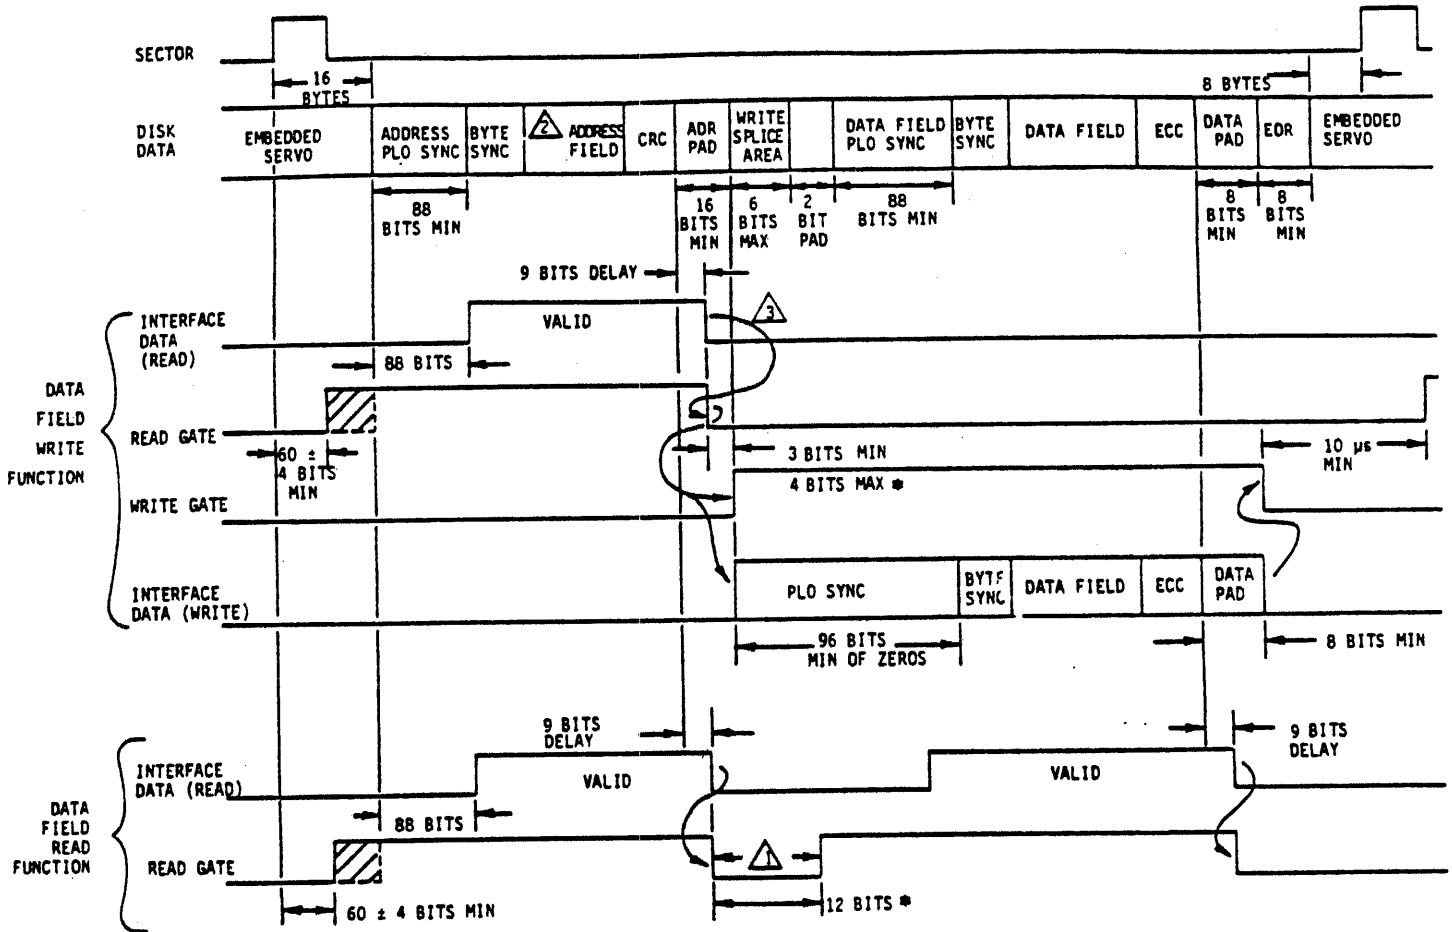 SECTOR
16
BYTES
8 BYTES
DISK
DATA
EMBEDDED
SERVO
ADDRESS
PLO SYNC
BYTE
SYNC
2
ADDRESS
FIELD
CRC
ADR
PAD
WRITE
SPLICE
AREA
DATA FIELD
PLO SYNC
BYTE
SYNC
DATA FIELD
ECC
DATA
PAD
EOR
EMBEDDED
SERVO
88
BITS MIN
16
BITS
MIN
6
BITS
MAX
2
BIT
PAD
88
BITS MIN
8
BITS
MIN
8
BITS
MIN
9 BITS DELAY
DATA
FIELD
WRITE
FUNCTION
INTERFACE
DATA
(READ)
VALID
3
88 BITS
READ GATE
60 ±
4 BITS
MIN
3 BITS MIN
4 BITS MAX *
10 µs
MIN
WRITE GATE
INTERFACE
DATA (WRITE)
PLO SYNC
BYTE
SYNC
DATA FIELD
ECC
DATA
PAD
96 BITS
MIN OF ZEROS
8 BITS MIN
DATA
FIELD
READ
FUNCTION
9 BITS
DELAY
9 BITS
DELAY
INTERFACE
DATA (READ)
VALID
VALID
88 BITS
READ GATE
1
60 ± 4 BITS MIN
12 BITS *